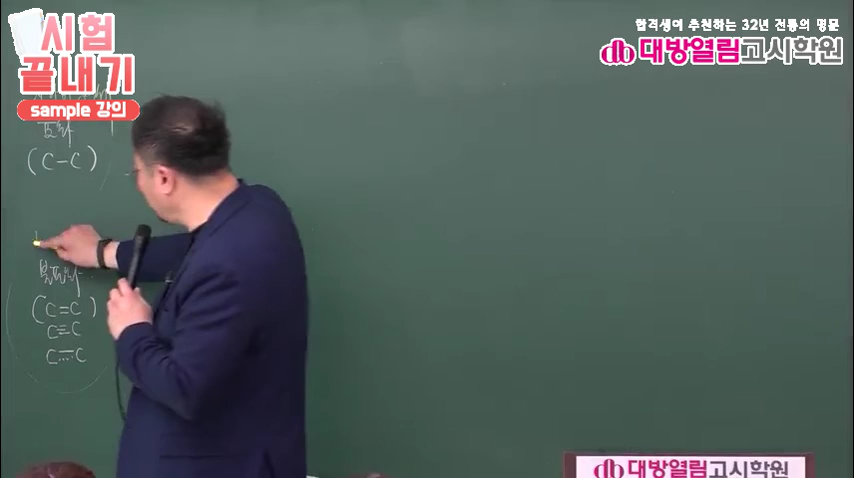 시험
끝내기
sample 강의
합격생이 추천하는 32년 전통의 명문
대방열림고시학원
포화
(C-C)
불포화
(C=C)
C≡C
대방열림고시학원